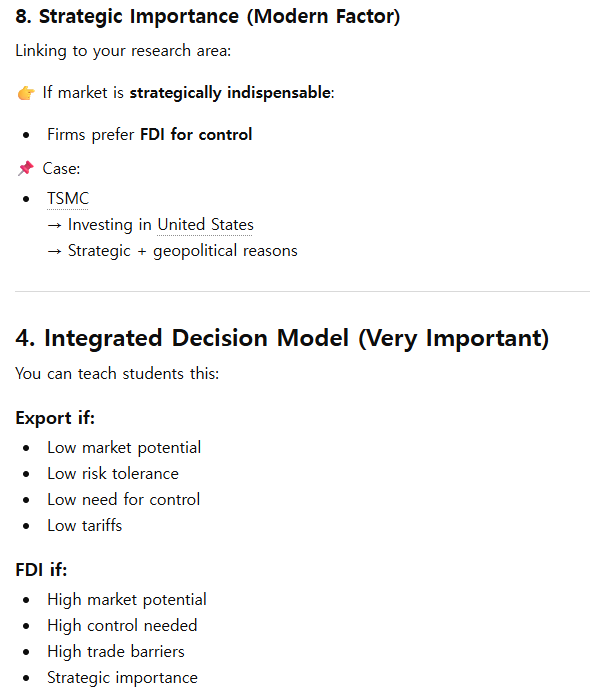 8. Strategic Importance (Modern Factor)
Linking to your research area:
👉 If market is strategically indispensable:
• Firms prefer FDI for control
📌 Case:
• TSMC
→ Investing in United States
→ Strategic + geopolitical reasons
4. Integrated Decision Model (Very Important)
You can teach students this:
Export if:
• Low market potential
• Low risk tolerance
• Low need for control
• Low tariffs
FDI if:
• High market potential
• High control needed
• High trade barriers
• Strategic importance